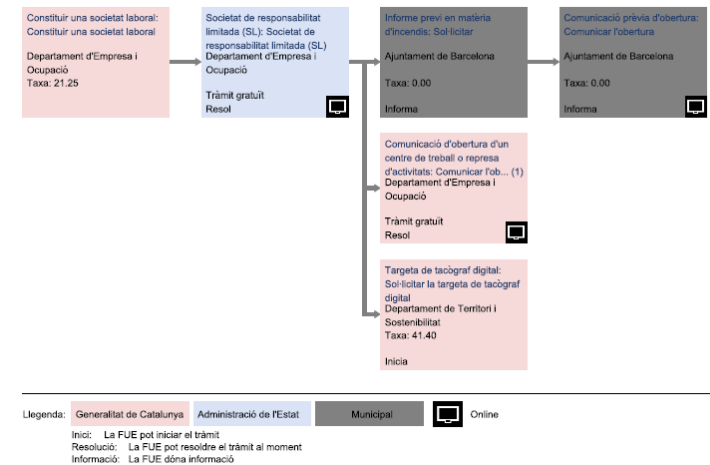 Constituir una societat laboral:
Constituir una societat laboral
Departament d'Empresa i
Ocupació
Taxa: 21.25
Societat de responsabilitat
limitada (SL): Societat de
responsabilitat limitada (SL)
Departament d'Empresa i
Ocupació
Tràmit gratuït
Resol
Informe previ en matèria
d'incendis: Sol·licitar
Ajuntament de Barcelona
Taxa: 0.00
Informa
Comunicació prèvia d'obertura:
Comunicar l'obertura
Ajuntament de Barcelona
Taxa: 0.00
Informa
Comunicació d'obertura d'un
centre de treball o represa
d'activitats: Comunicar l'ob... (1)
Departament d'Empresa i
Ocupació
Tràmit gratuït
Resol
Targeta de tacògraf digital:
Sol·licitar la targeta de tacògraf
digital
Departament de Territori i
Sostenibilitat
Taxa: 41.40
Inicia
Llegenda: Generalitat de Catalunya Administració de l'Estat Municipal Online
Inici: La FUE pot iniciar el tràmit
Resolució: La FUE pot resoldre el tràmit al moment
Informació: La FUE dóna informació